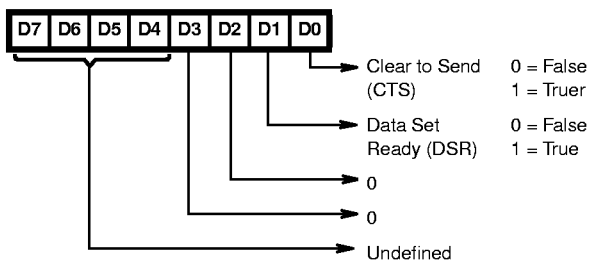 D7 D6 D5 D4 D3 D2 D1 D0
Clear to Send 0 = False
(CTS) 1 = Truer
Data Set 0 = False
Ready (DSR) 1 = True
0
0
Undefined